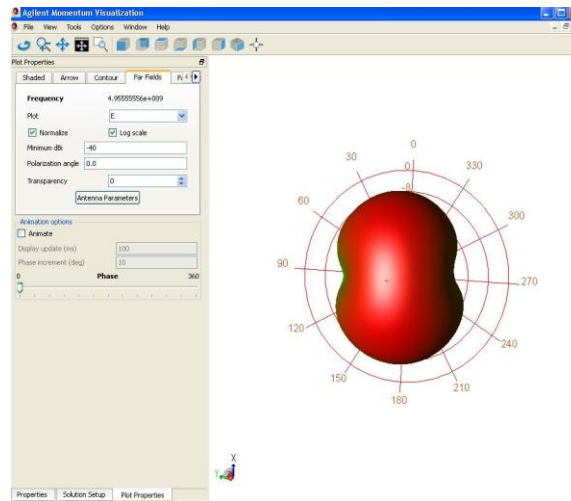 Agilent Momentum Visualization
File View Tools Options Window Help
Plot Properties
Shaded Arrow Contour Far Fields
Frequency 4.95555556e+009
Plot E
Normalize Log scale
Minimum dBi -40
Polarization angle 0.0
Transparency 0
Antenna Parameters
Animation options
Animate
Display update (ms) 100
Phase increment (deg) 10
0 Phase 360
0
30 0 330
-8
60 300
90 270
120 240
150 210
180
X
Y
Properties Solution Setup Plot Properties